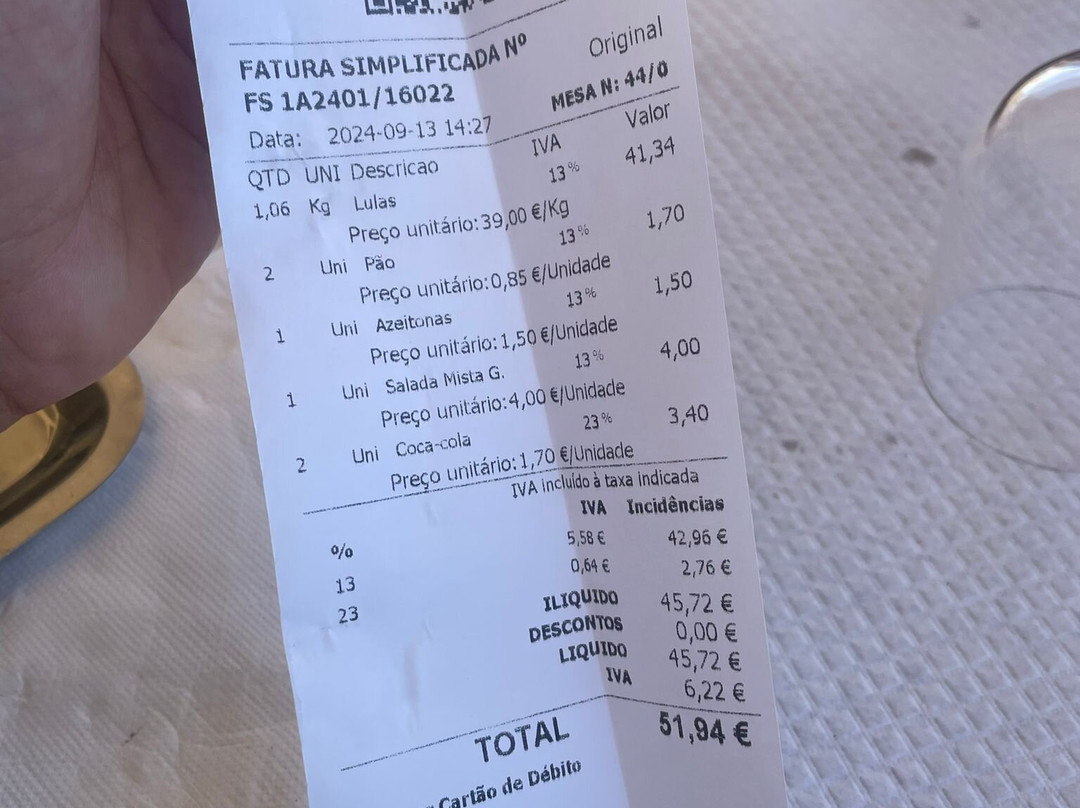 FATURA SIMPLIFICADA Nº Original
FS 1A2401/16022 MESA N: 44/0
Data: 2024-09-13 14:27
QTD UNI Descricao IVA Valor
1,06 Kg Lulas 13% 41,34
Preço unitário:39,00 €/Kg
2 Uni Pão 13% 1,70
Preço unitário:0,85 €/Unidade
1 Uni Azeitonas 13% 1,50
Preço unitário:1,50 €/Unidade
1 Uni Salada Mista G. 13% 4,00
Preço unitário:4,00 €/Unidade
2 Uni Coca-cola 23% 3,40
Preço unitário:1,70 €/Unidade
IVA incluído à taxa indicada
% IVA Incidências
13 5,58 € 42,96 €
23 0,64 € 2,76 €
ILIQUIDO 45,72 €
DESCONTOS 0,00 €
LIQUIDO 45,72 €
IVA 6,22 €
TOTAL 51,94 €
Cartão de Débito